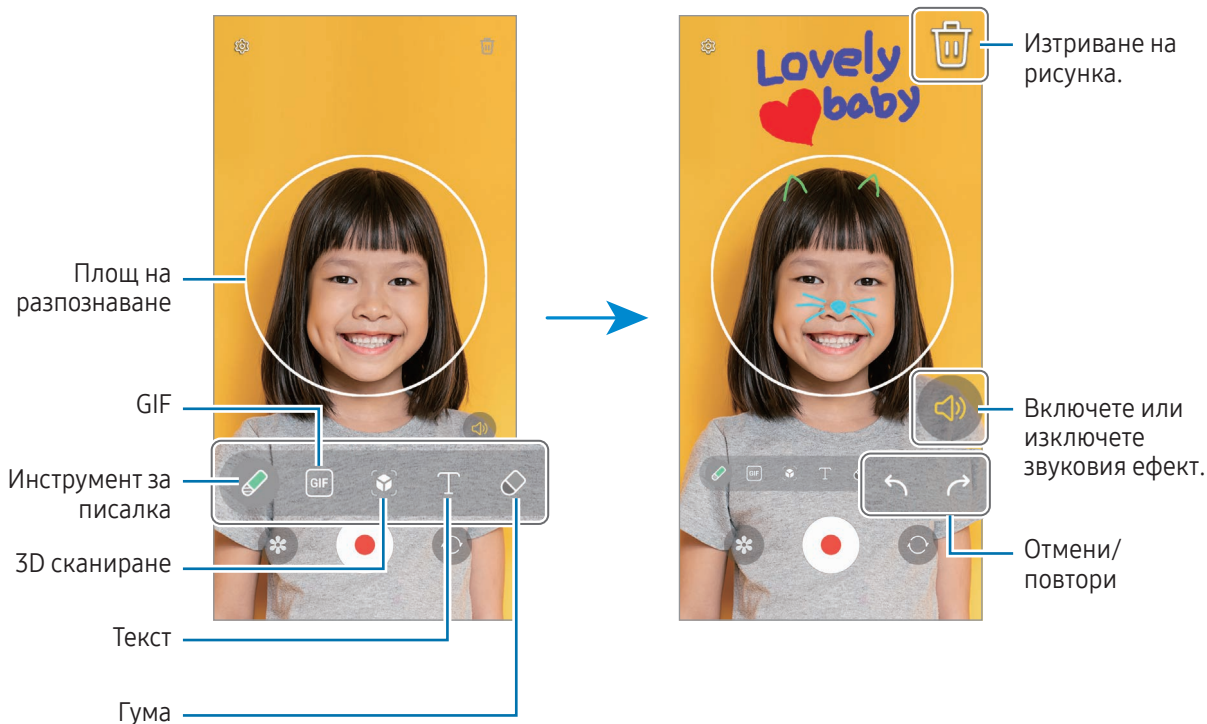 Площ на
разпознаване
GIF
Инструмент за
писалка
3D сканиране
Текст
Гума
GIF
T
Lovely
baby
Изтриване на
рисунка.
GIF
T
Включете или
изключете
звуковия ефект.
Отмени/
повтори